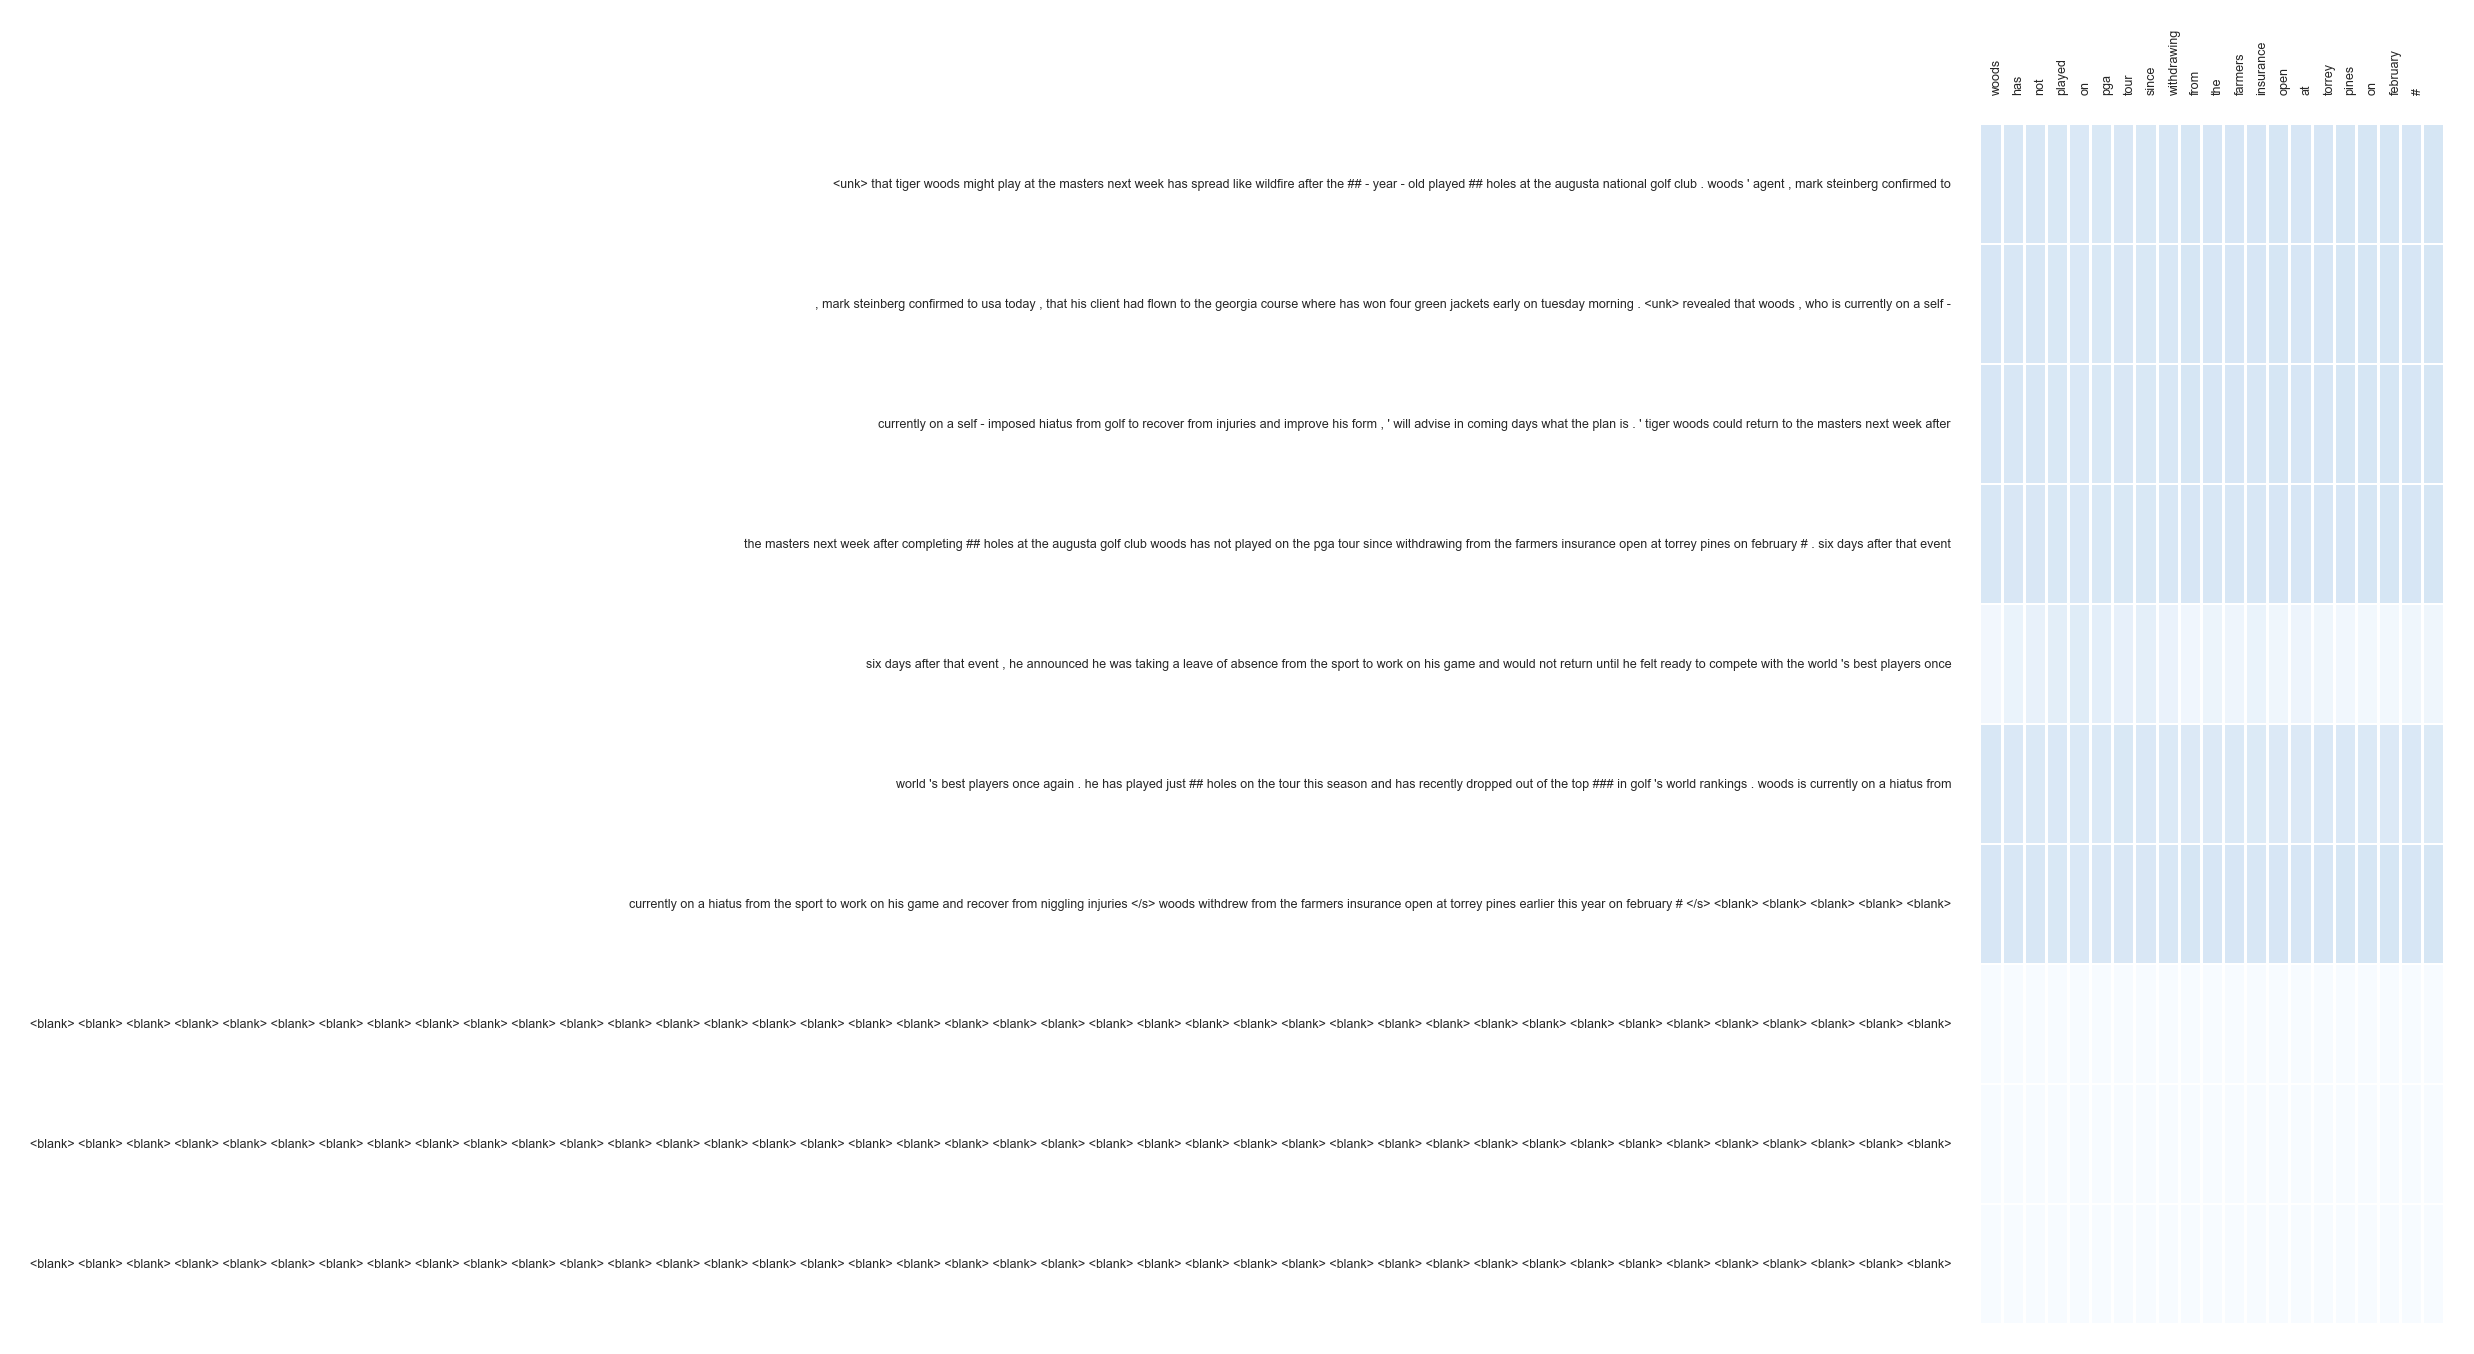 woods has not played on pga tour since withdrawing from the farmers insurance open at torrey pines on february #
<unk> that tiger woods might play at the masters next week has spread like wildfire after the ## - year - old played ## holes at the augusta national golf club . woods ' agent , mark steinberg confirmed to
, mark steinberg confirmed to usa today , that his client had flown to the georgia course where has won four green jackets early on tuesday morning . <unk> revealed that woods , who is currently on a self -
currently on a self - imposed hiatus from golf to recover from injuries and improve his form , ' will advise in coming days what the plan is . ' tiger woods could return to the masters next week after
the masters next week after completing ## holes at the augusta golf club woods has not played on the pga tour since withdrawing from the farmers insurance open at torrey pines on february # . six days after that event
six days after that event , he announced he was taking a leave of absence from the sport to work on his game and would not return until he felt ready to compete with the world 's best players once
world 's best players once again . he has played just ## holes on the tour this season and has recently dropped out of the top ### in golf 's world rankings . woods is currently on a hiatus from
currently on a hiatus from the sport to work on his game and recover from niggling injuries </s> woods withdrew from the farmers insurance open at torrey pines earlier this year on february # </s> <blank> <blank> <blank> <blank> <blank>
<blank> <blank> <blank> <blank> <blank> <blank> <blank> <blank> <blank> <blank> <blank> <blank> <blank> <blank> <blank> <blank> <blank> <blank> <blank> <blank> <blank> <blank> <blank> <blank> <blank> <blank> <blank> <blank> <blank> <blank> <blank> <blank> <blank> <blank> <blank> <blank> <blank> <blank> <blank> <blank>
<blank> <blank> <blank> <blank> <blank> <blank> <blank> <blank> <blank> <blank> <blank> <blank> <blank> <blank> <blank> <blank> <blank> <blank> <blank> <blank> <blank> <blank> <blank> <blank> <blank> <blank> <blank> <blank> <blank> <blank> <blank> <blank> <blank> <blank> <blank> <blank> <blank> <blank> <blank> <blank>
<blank> <blank> <blank> <blank> <blank> <blank> <blank> <blank> <blank> <blank> <blank> <blank> <blank> <blank> <blank> <blank> <blank> <blank> <blank> <blank> <blank> <blank> <blank> <blank> <blank> <blank> <blank> <blank> <blank> <blank> <blank> <blank> <blank> <blank> <blank> <blank> <blank> <blank> <blank> <blank>